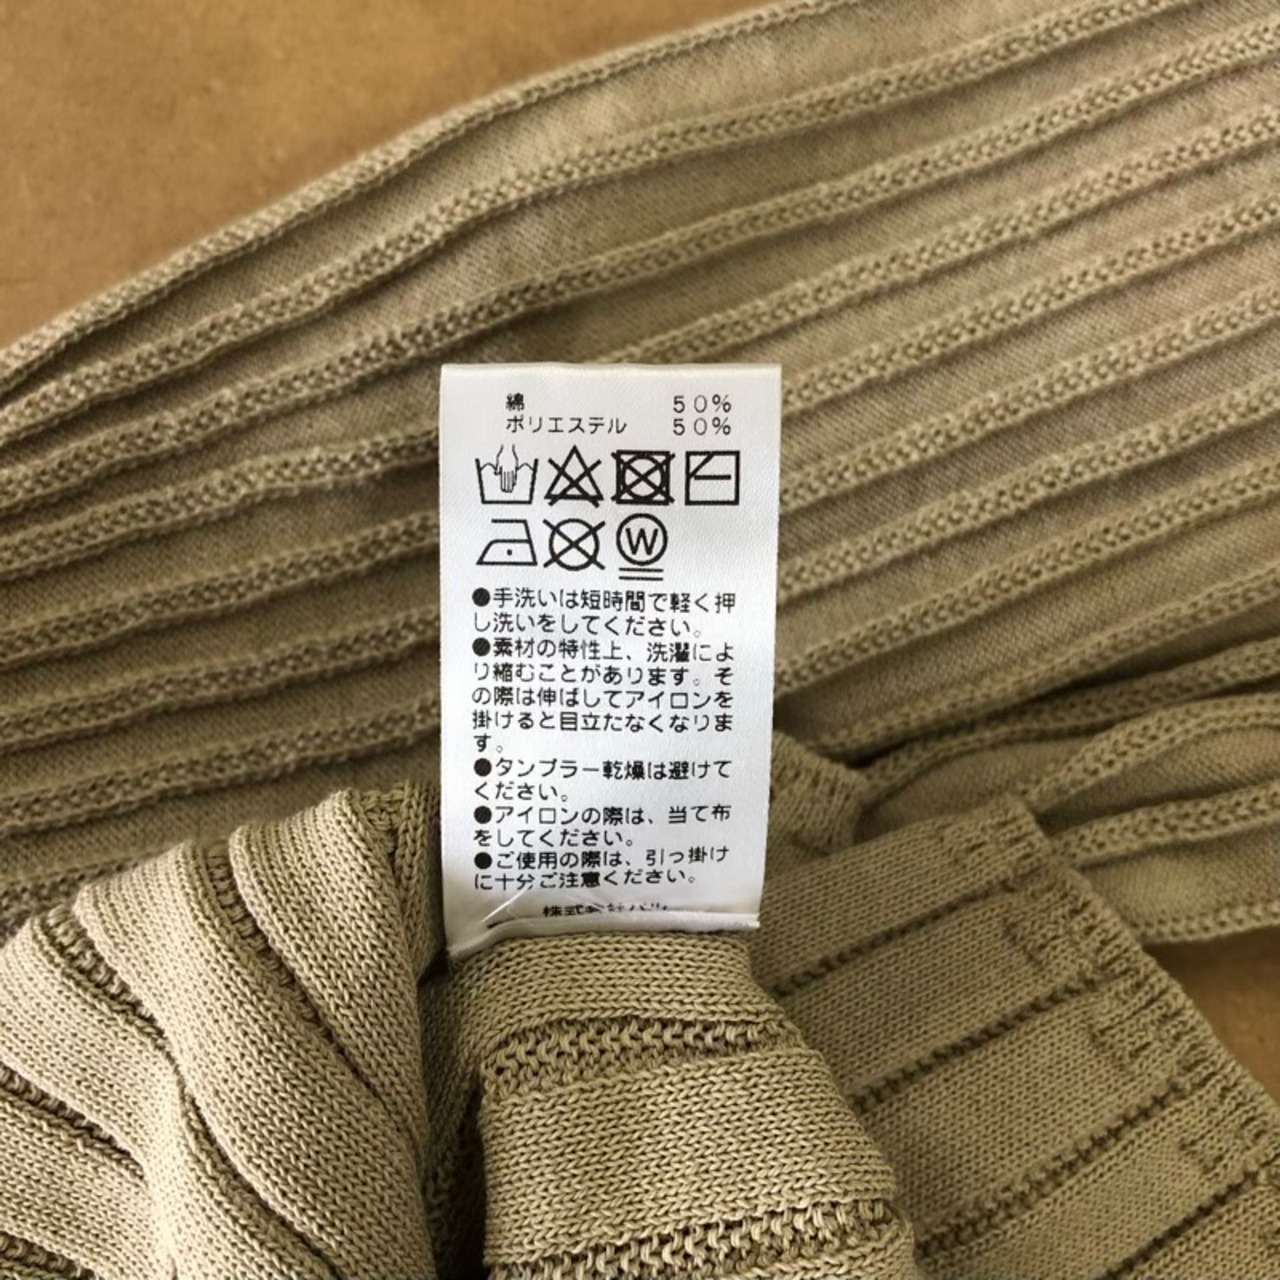 綿 50%
ポリエステル 50%
W
●手洗いは短時間で軽く押
し洗いをしてください。
●素材の特性上、洗濯によ
り縮むことがあります。そ
の際は伸ばしてアイロンを
掛けると目立たなくなりま
す。
●タンブラー乾燥は避けて
ください。
●アイロンの際は、当て布
をしてください。
●ご使用の際は、引っ掛け
に十分ご注意ください。
株式会社パル